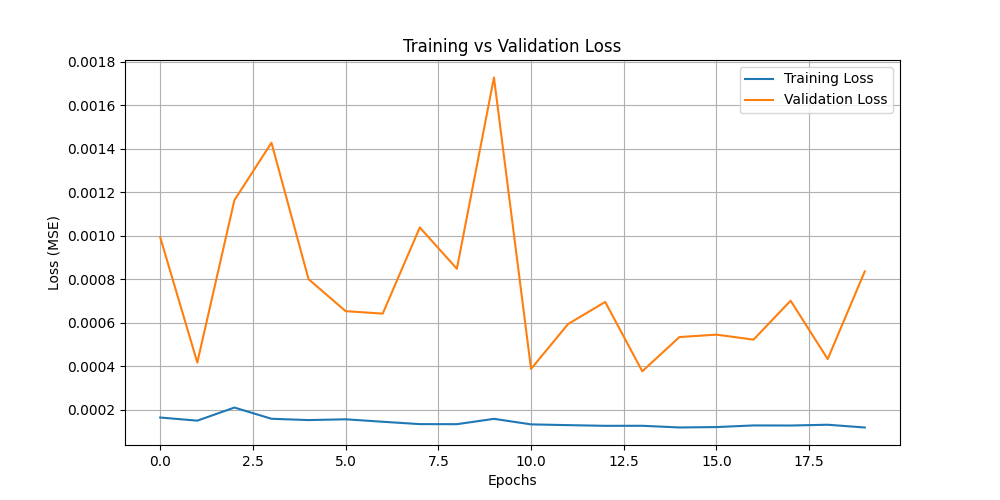 Training vs Validation Loss
Training Loss
Validation Loss
0.0018
0.0016
0.0014
0.0012
0.0010
0.0008
0.0006
0.0004
0.0002
Loss (MSE)
0.0 2.5 5.0 7.5 10.0 12.5 15.0 17.5
Epochs